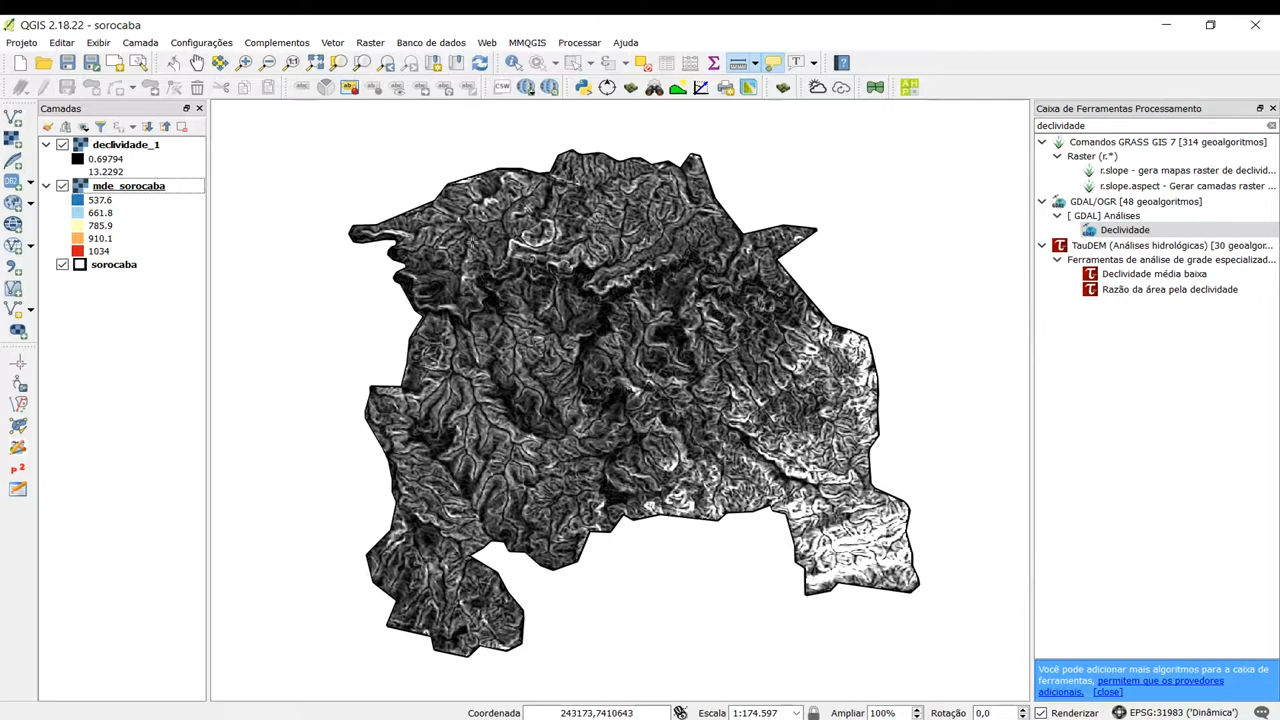 QGIS 2.18.22 - sorocaba
Projeto Editar Exibir Camada Configurações Complementos Vetor Raster Banco de dados Web MMQGIS Processar Ajuda
Camadas
declividade_1
0.69794
13.2292
mde_sorocaba
537.6
661.8
785.9
910.1
1034
sorocaba
Caixa de Ferramentas Processamento
declividade
Comandos GRASS GIS 7 [314 geoalgoritmos]
Raster (r.*)
r.slope - gera mapas raster de declivid...
r.slope.aspect - Gerar camadas raster ...
GDAL/OGR [48 geoalgoritmos]
[ GDAL] Análises
Declividade
TauDEM (Análises hidrológicas) [30 geoalgor...
Ferramentas de análise de grade especializad...
Declividade média baixa
Razão da área pela declividade
Você pode adicionar mais algoritmos para a caixa de
ferramentas, permitem que os provedores
adicionais. [close]
Coordenada 243173,7410643 Escala 1:174.597 Ampliar 100% Rotação 0,0 Renderizar EPSG:31983 ('Dinâmica')